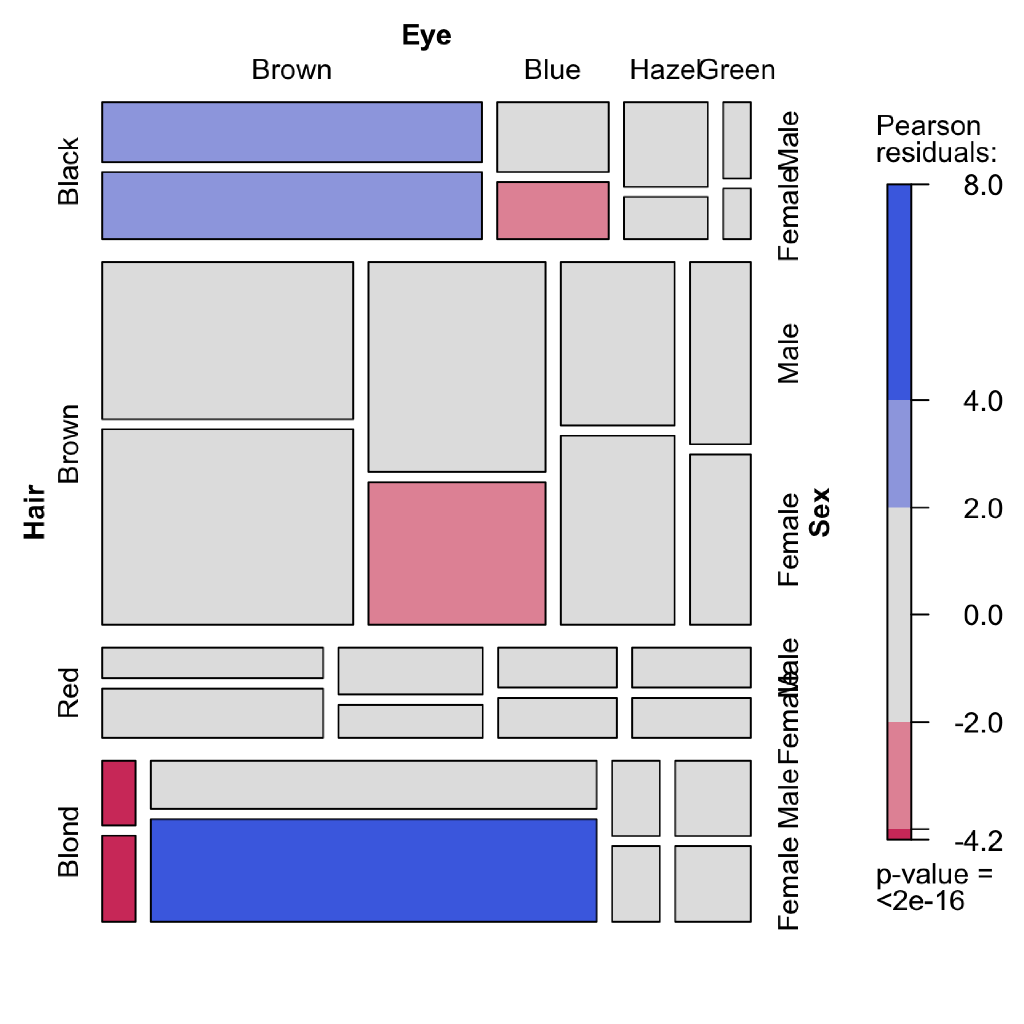 Eye
Brown Blue Hazel Green
Black
Male
Female
Brown
Male
Female
Hair
Sex
Red
Male
Female
Blond
Male
Female
Pearson
residuals:
8.0
4.0
2.0
0.0
-2.0
-4.2
p-value =
<2e-16